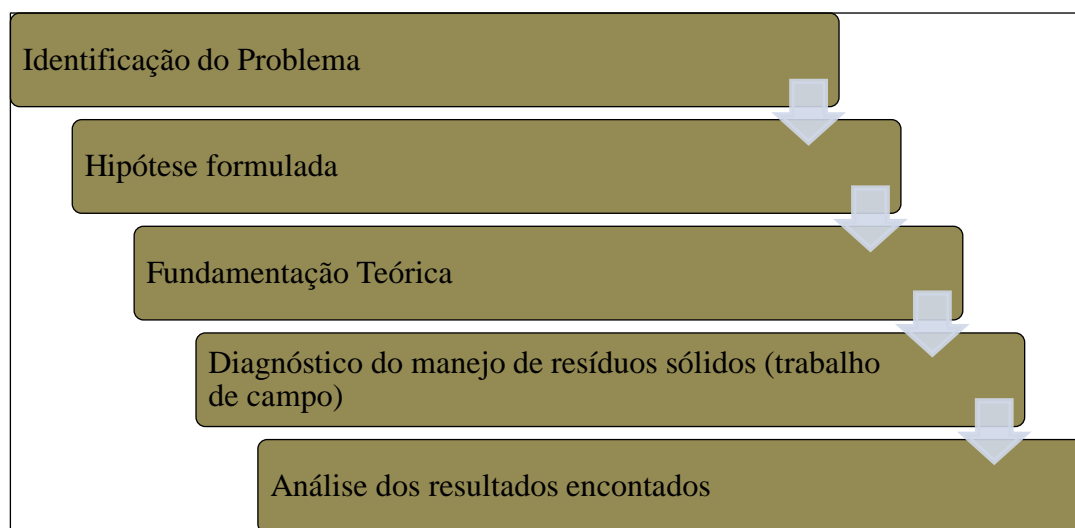 Identificação do Problema
Hipótese formulada
Fundamentação Teórica
Diagnóstico do manejo de resíduos sólidos (trabalho
de campo)
Análise dos resultados encontados